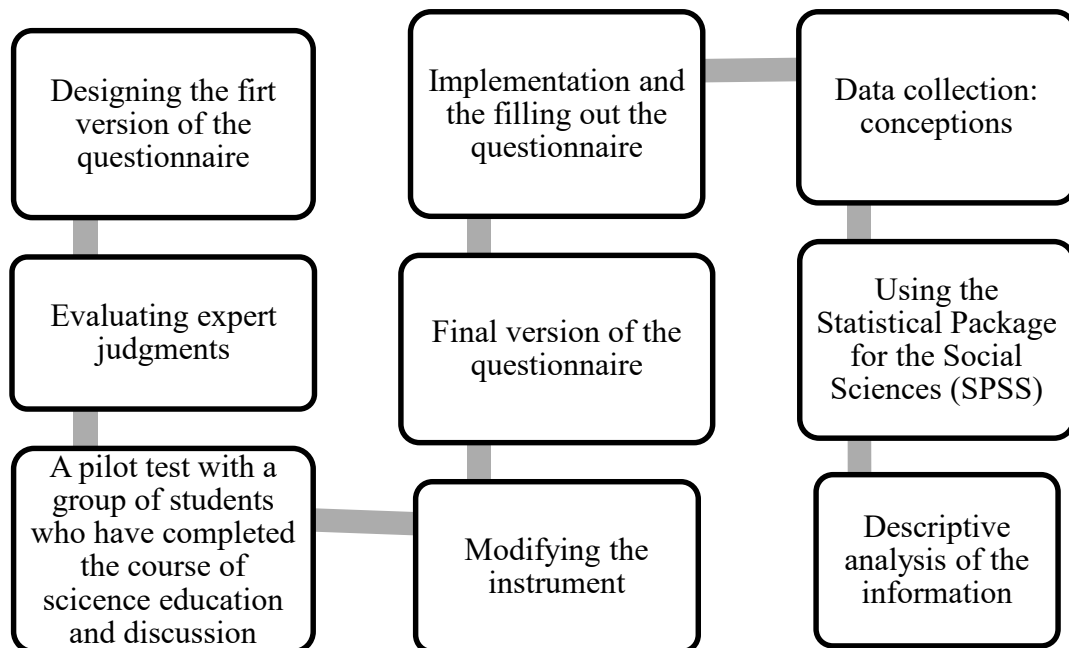 Designing the firt
version of the
questionnaire
Evaluating expert
judgments
A pilot test with a
group of students
who have completed
the course of
scicence education
and discussion
Modifying the
instrument
Final version of the
questionnaire
Implementation and
the filling out the
questionnaire
Data collection:
conceptions
Using the
Statistical Package
for the Social
Sciences (SPSS)
Descriptive
analysis of the
information